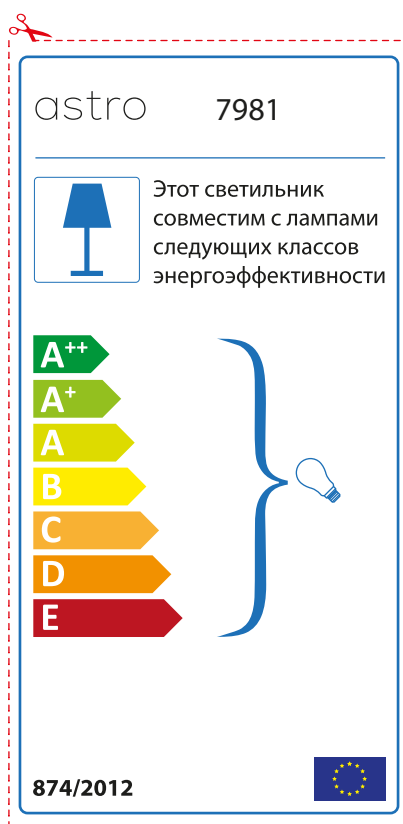 astro 7981
Этот светильник
совместим с лампами
следующих классов
энергоэффективности
A++
A+
A
B
C
D
E
874/2012